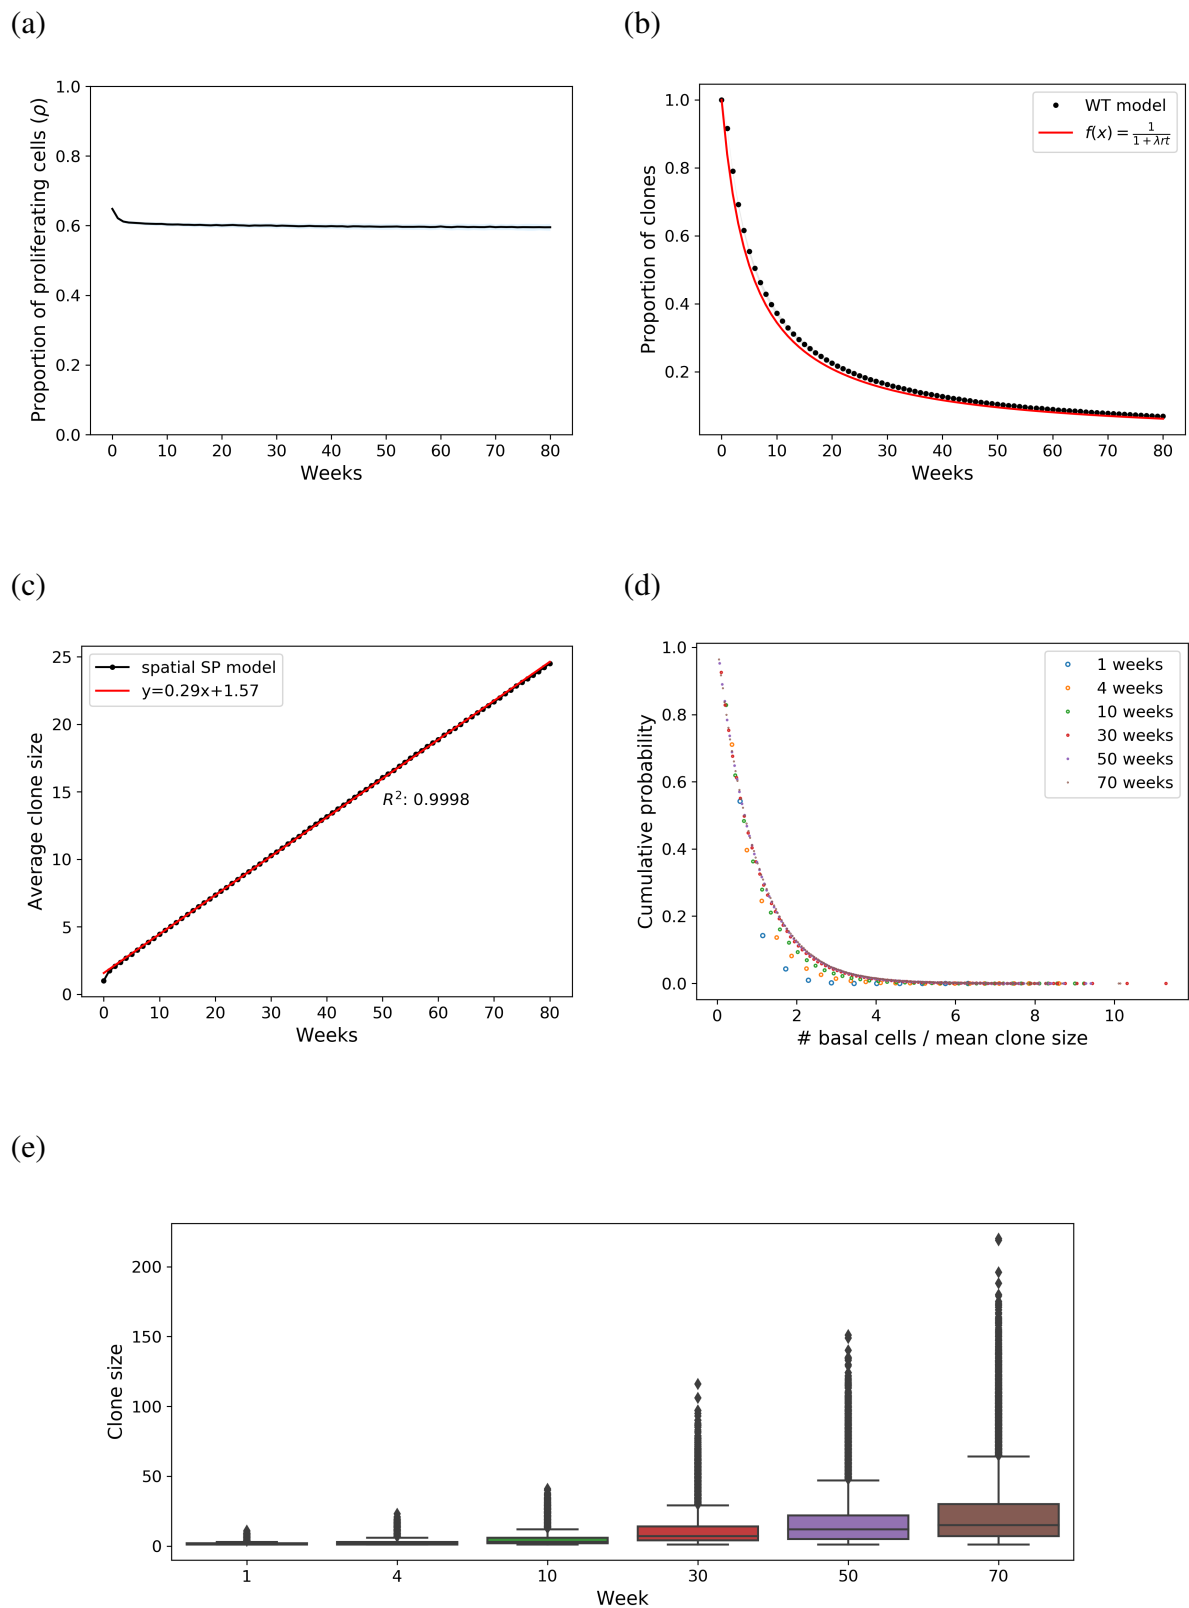 (a)
1.0
0.8
0.6
0.4
0.2
0.0
Proportion of proliferating cells (ρ)
0 10 20 30 40 50 60 70 80
Weeks
(b)
1.0
0.8
0.6
0.4
0.2
Proportion of clones
WT model
f(x) = 1/(1 + λrt)
0 10 20 30 40 50 60 70 80
Weeks
(c)
25
20
15
10
5
0
Average clone size
spatial SP model
y=0.29x+1.57
R²: 0.9998
0 10 20 30 40 50 60 70 80
Weeks
(d)
1.0
0.8
0.6
0.4
0.2
0.0
Cumulative probability
1 weeks
4 weeks
10 weeks
30 weeks
50 weeks
70 weeks
0 2 4 6 8 10
# basal cells / mean clone size
(e)
200
150
100
50
0
Clone size
1 4 10 30 50 70
Week